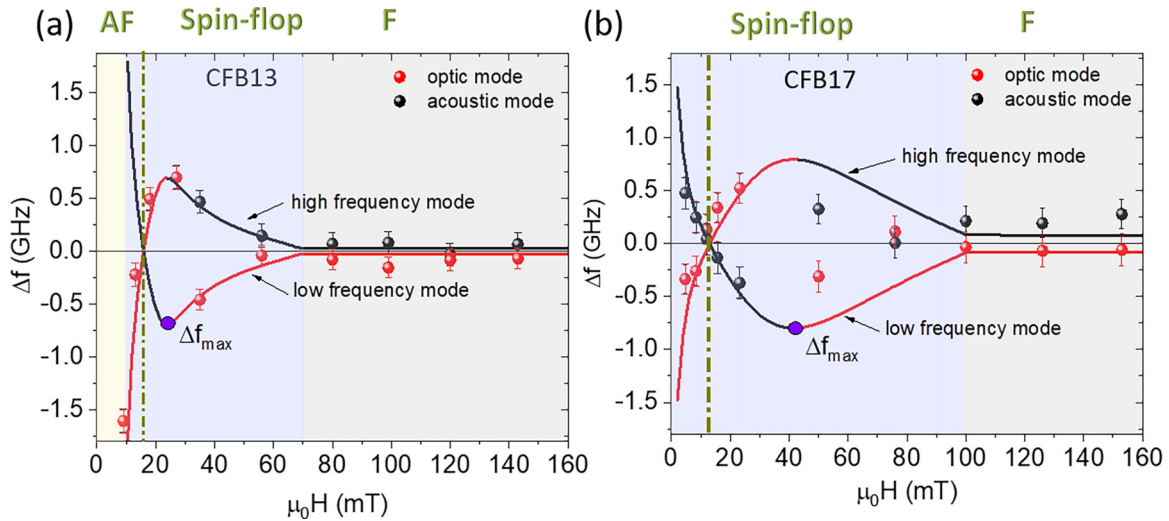 (a) AF Spin-flop F
CFB13
optic mode
acoustic mode
high frequency mode
low frequency mode
Δfmax
1.5
1.0
0.5
0.0
-0.5
-1.0
-1.5
Δf (GHz)
0 20 40 60 80 100 120 140 160
μ0H (mT)
(b) Spin-flop F
CFB17
optic mode
acoustic mode
high frequency mode
low frequency mode
Δfmax
1.5
1.0
0.5
0.0
-0.5
-1.0
-1.5
Δf (GHz)
0 20 40 60 80 100 120 140 160
μ0H (mT)